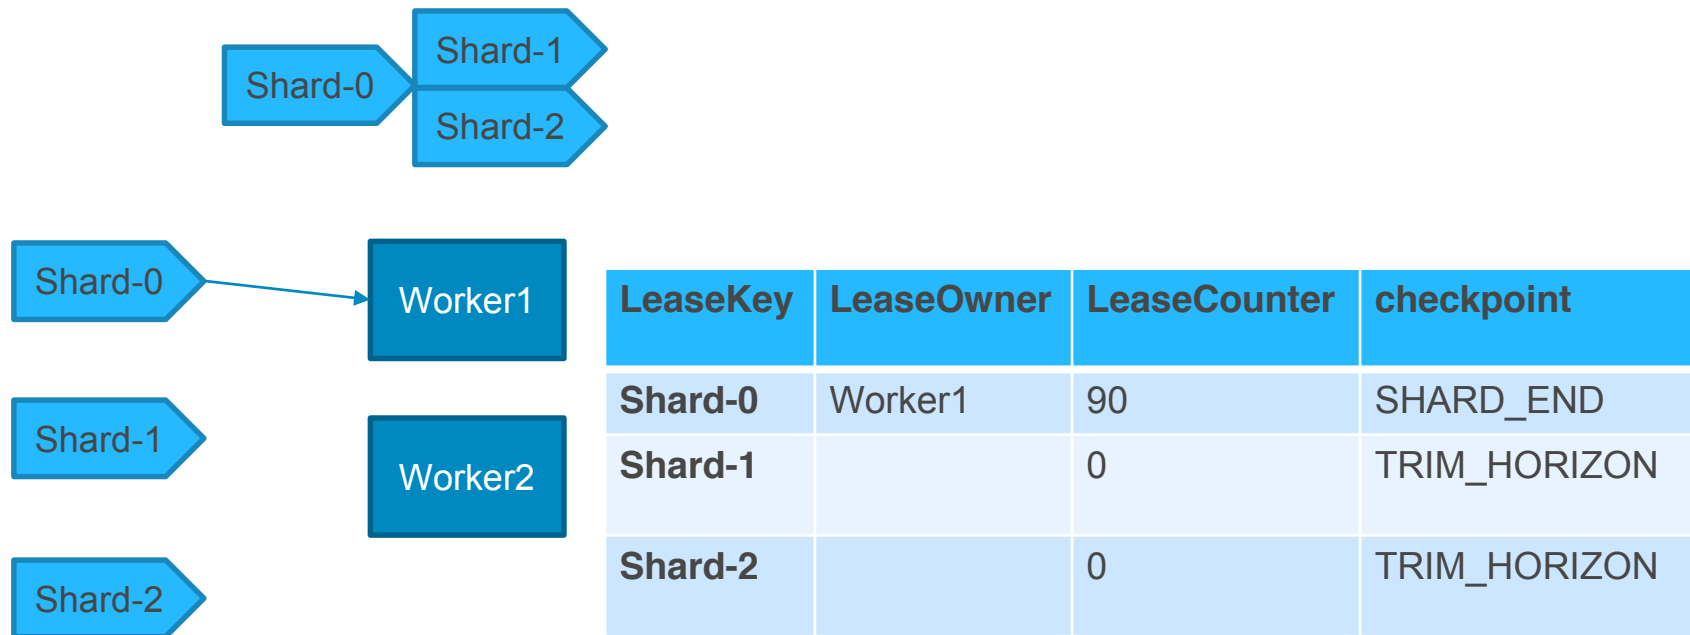 Shard-1
Shard-0
Shard-2
Shard-0
Worker1
Shard-1
Worker2
Shard-2
LeaseKey LeaseOwner LeaseCounter checkpoint
Shard-0 Worker1 90 SHARD_END
Shard-1 0 TRIM_HORIZON
Shard-2 0 TRIM_HORIZON